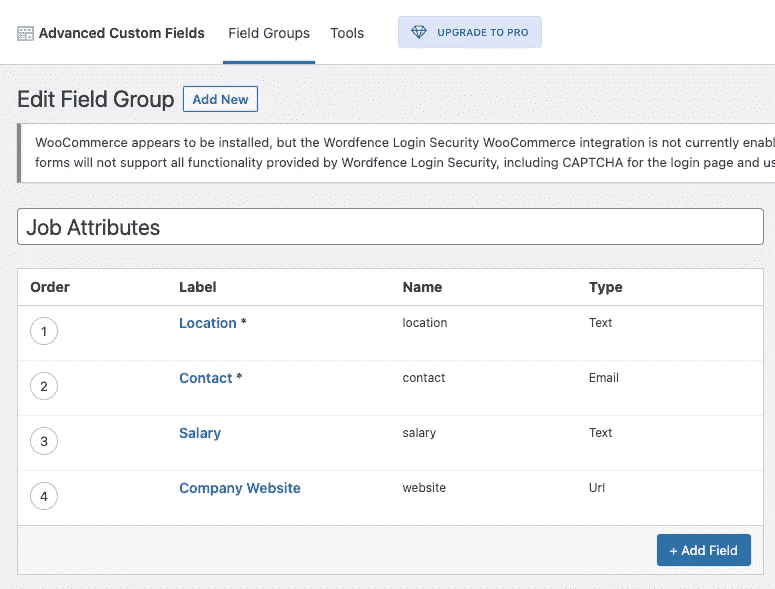 Advanced Custom Fields Field Groups Tools UPGRADE TO PRO
Edit Field Group Add New
WooCommerce appears to be installed, but the Wordfence Login Security WooCommerce integration is not currently enabl
forms will not support all functionality provided by Wordfence Login Security, including CAPTCHA for the login page and us
Job Attributes
Order Label Name Type
1 Location * location Text
2 Contact * contact Email
3 Salary salary Text
4 Company Website website Url
+ Add Field